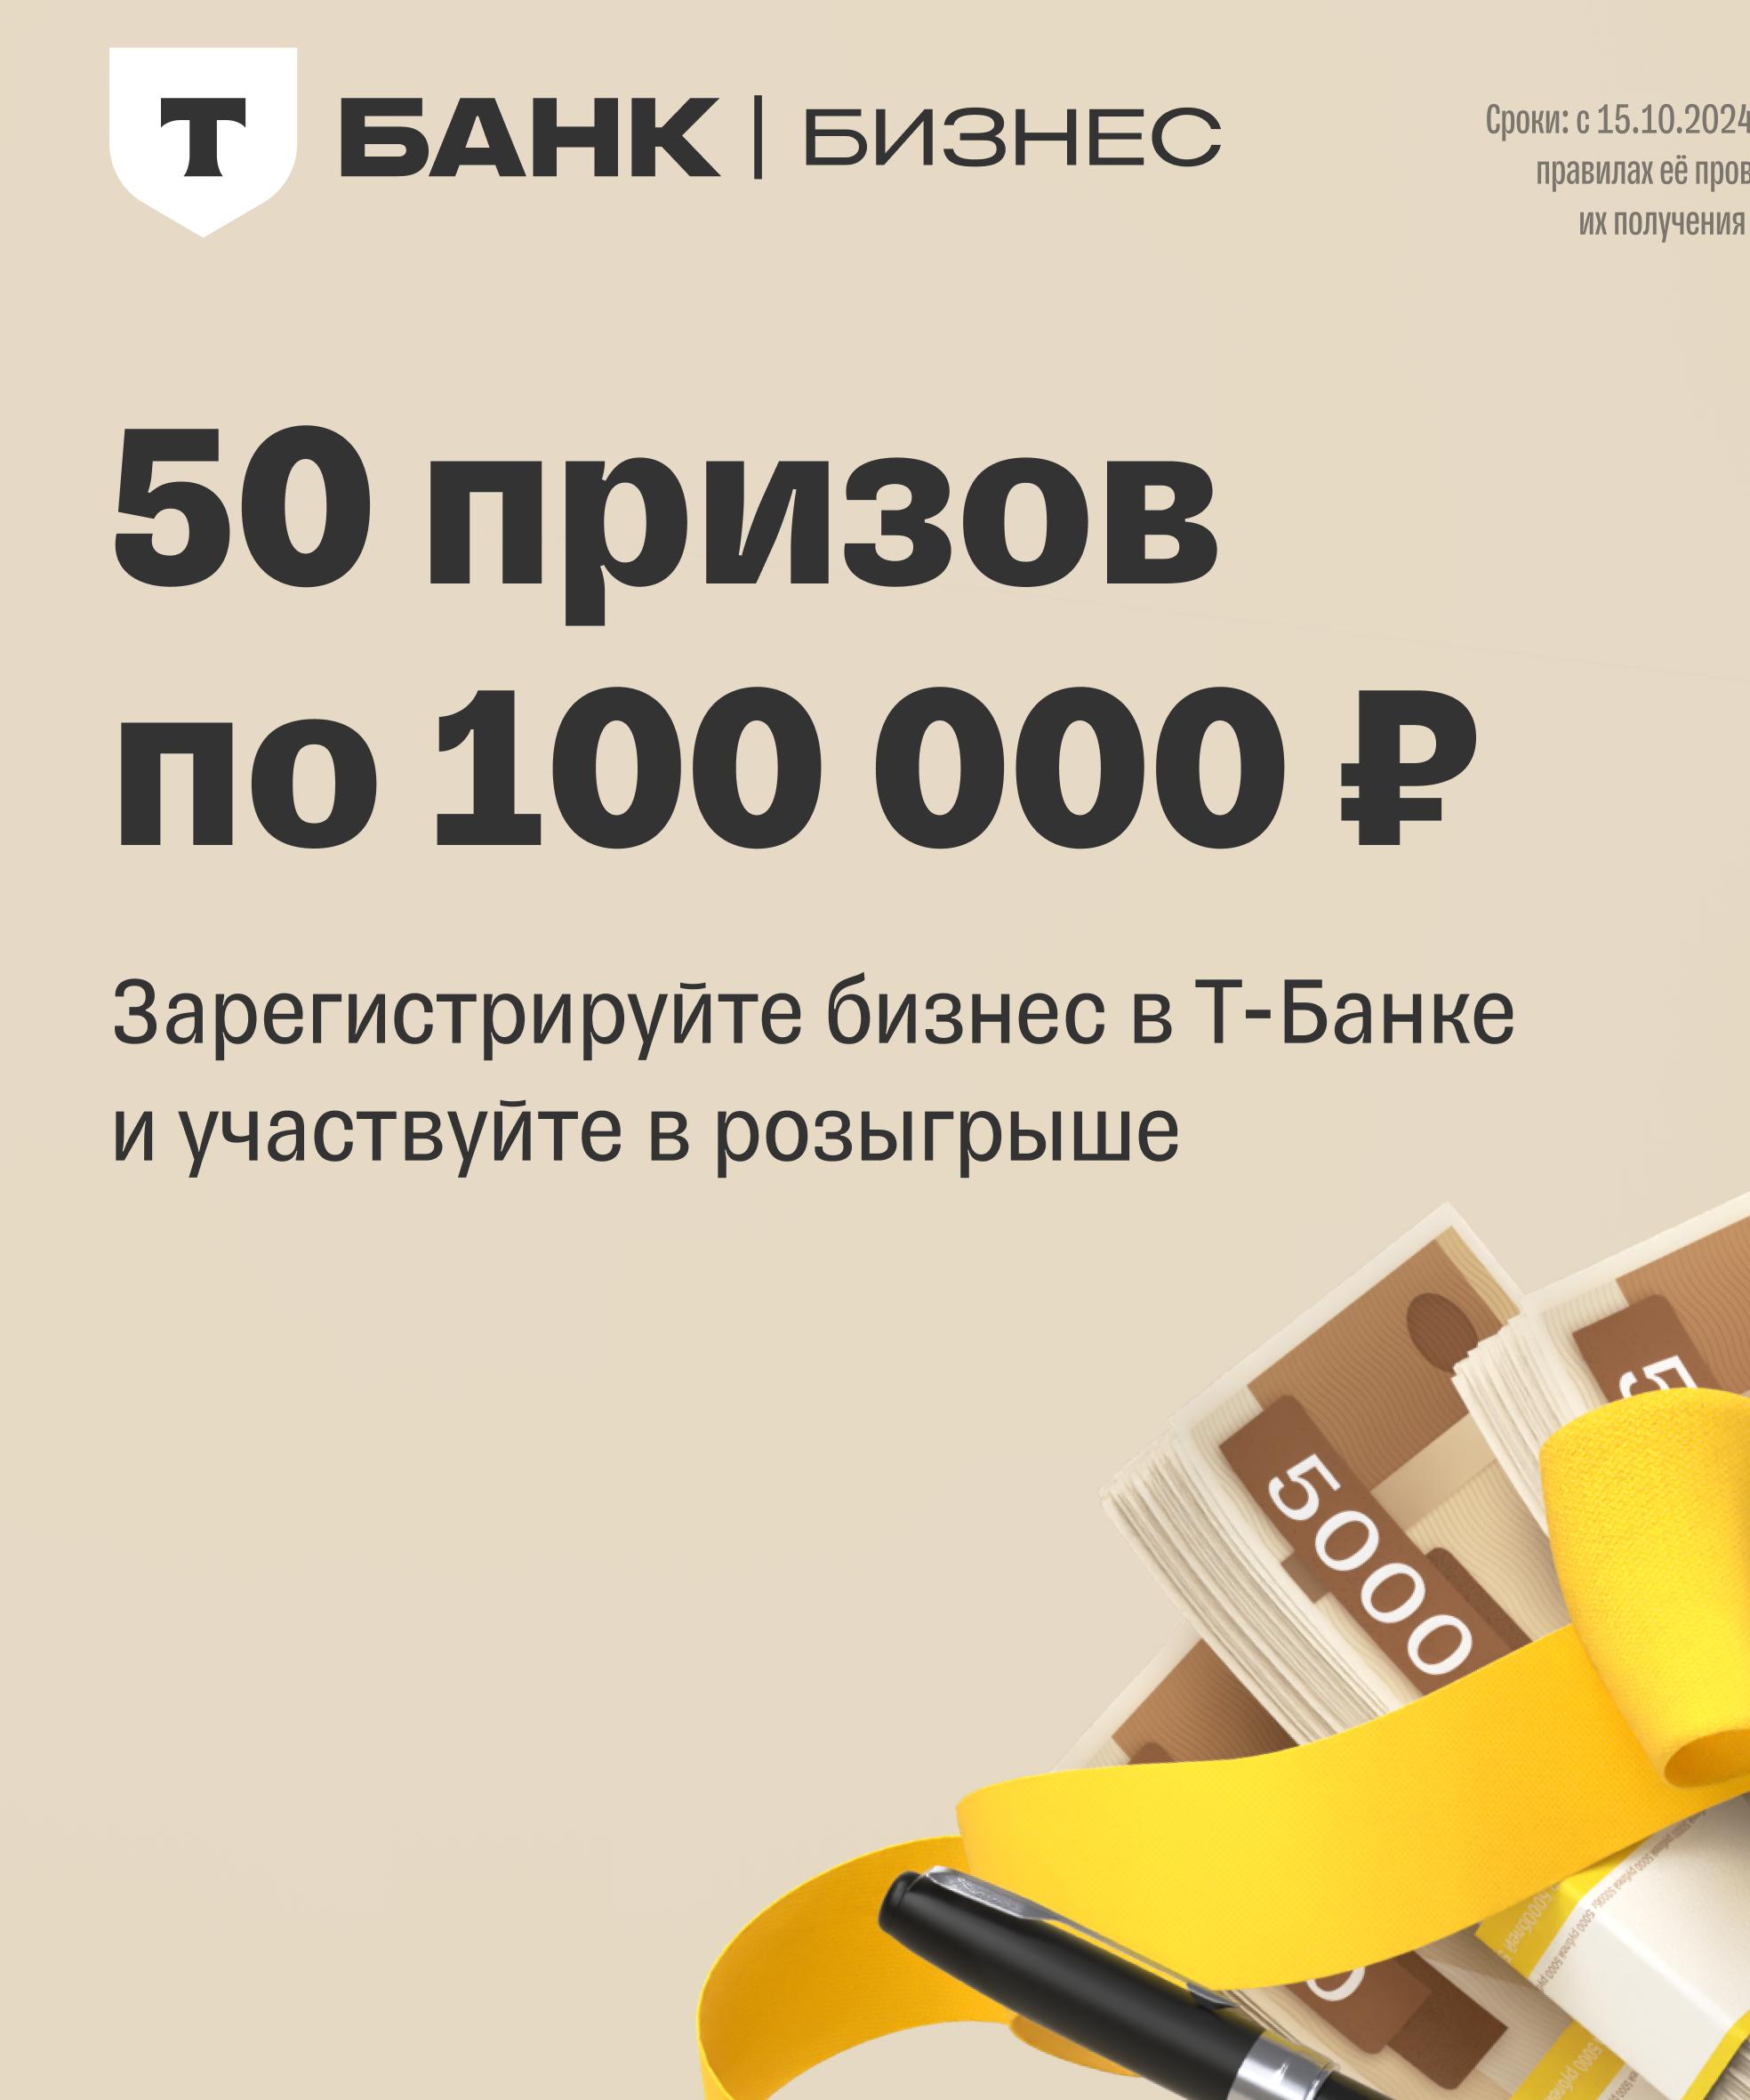 Т БАНК | БИЗНЕС
Сроки: с 15.10.2024
правилах её
их получения
50 призов
по 100 000 ₽
Зарегистрируйте бизнес в Т-Банке
и участвуйте в розыгрыше
5000